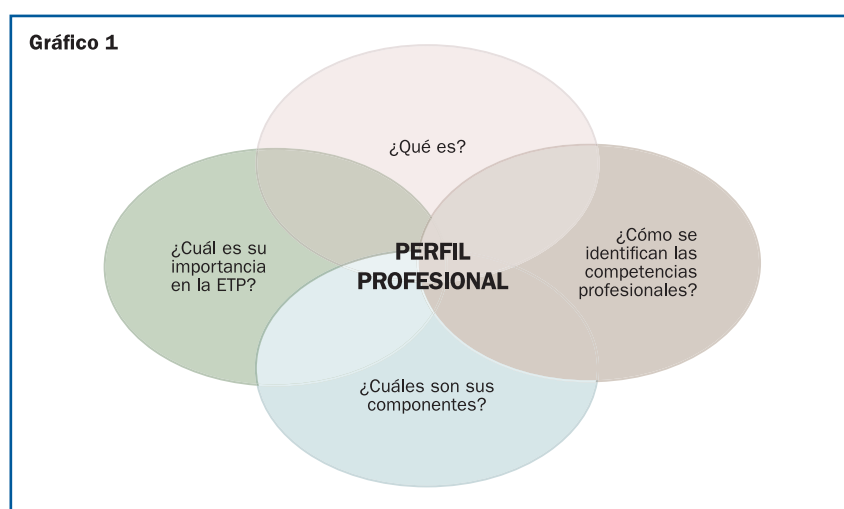 Gráfico 1
¿Qué es?
¿Cuál es su
importancia
en la ETP?
PERFIL
PROFESIONAL
¿Cómo se
identifican las
competencias
profesionales?
¿Cuáles son sus
componentes?